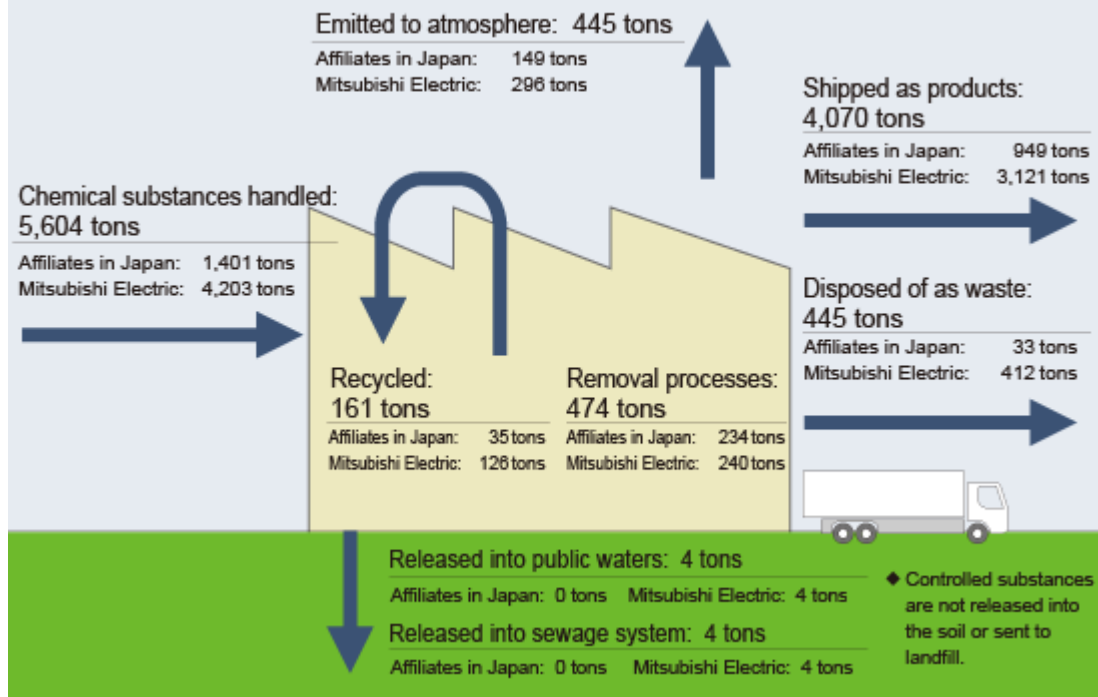 Emitted to atmosphere: 445 tons
Affiliates in Japan: 149 tons
Mitsubishi Electric: 296 tons
Shipped as products:
4,070 tons
Affiliates in Japan: 949 tons
Mitsubishi Electric: 3,121 tons
Chemical substances handled:
5,604 tons
Affiliates in Japan: 1,401 tons
Mitsubishi Electric: 4,203 tons
Disposed of as waste:
445 tons
Affiliates in Japan: 33 tons
Mitsubishi Electric: 412 tons
Recycled:
161 tons
Affiliates in Japan: 35 tons
Mitsubishi Electric: 126 tons
Removal processes:
474 tons
Affiliates in Japan: 234 tons
Mitsubishi Electric: 240 tons
Released into public waters: 4 tons
Affiliates in Japan: 0 tons Mitsubishi Electric: 4 tons
Released into sewage system: 4 tons
Affiliates in Japan: 0 tons Mitsubishi Electric: 4 tons
◆ Controlled substances
are not released into
the soil or sent to
landfill.